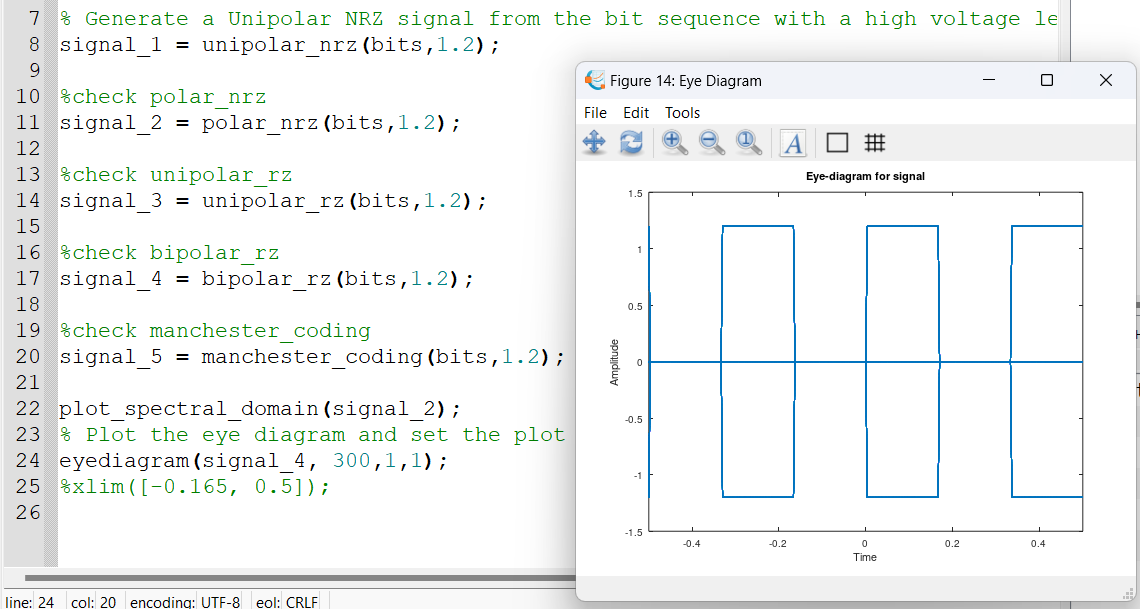 7 % Generate a Unipolar NRZ signal from the bit sequence with a high voltage le
8 signal_1 = unipolar_nrz(bits,1.2);
9
10 %check polar_nrz
11 signal_2 = polar_nrz(bits,1.2);
12
13 %check unipolar_rz
14 signal_3 = unipolar_rz(bits,1.2);
15
16 %check bipolar_rz
17 signal_4 = bipolar_rz(bits,1.2);
18
19 %check manchester_coding
20 signal_5 = manchester_coding(bits,1.2);
21
22 plot_spectral_domain(signal_2);
23 % Plot the eye diagram and set the plot
24 eyediagram(signal_4, 300,1,1);
25 %xlim([-0.165, 0.5]);
26
line: 24 col: 20 encoding: UTF-8 eol: CRLF
Figure 14: Eye Diagram
File Edit Tools
A
Eye-diagram for signal
1.5
1
0.5
0
-0.5
-1
-1.5
Amplitude
-0.4 -0.2 0 0.2 0.4
Time